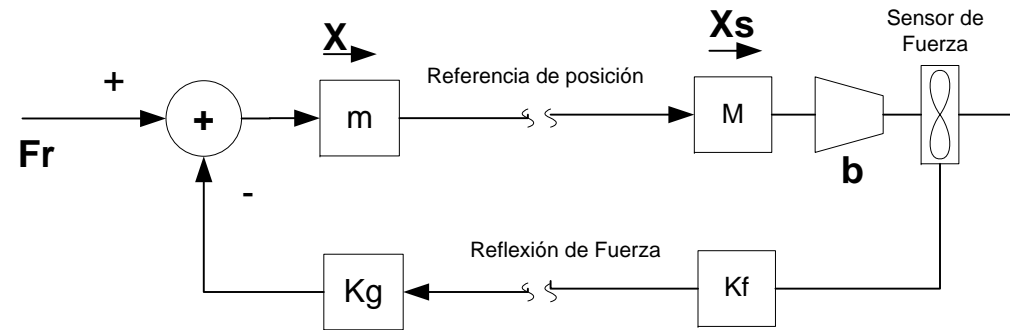 X
Xs
Sensor de
Fuerza
+
Referencia de posición
+
m
M
Fr
b
-
Reflexión de Fuerza
Kg
Kf